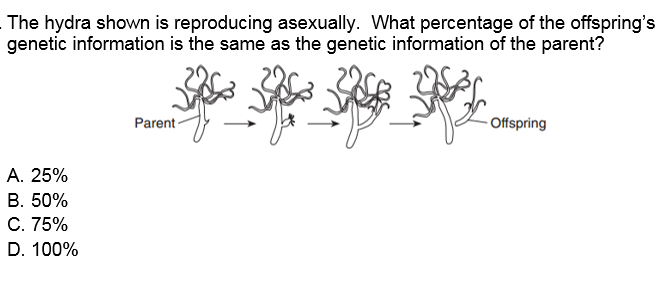 The hydra shown is reproducing asexually. What percentage of the offspring's
genetic information is the same as the genetic information of the parent?
Parent
Offspring
A. 25%
B. 50%
C. 75%
D. 100%